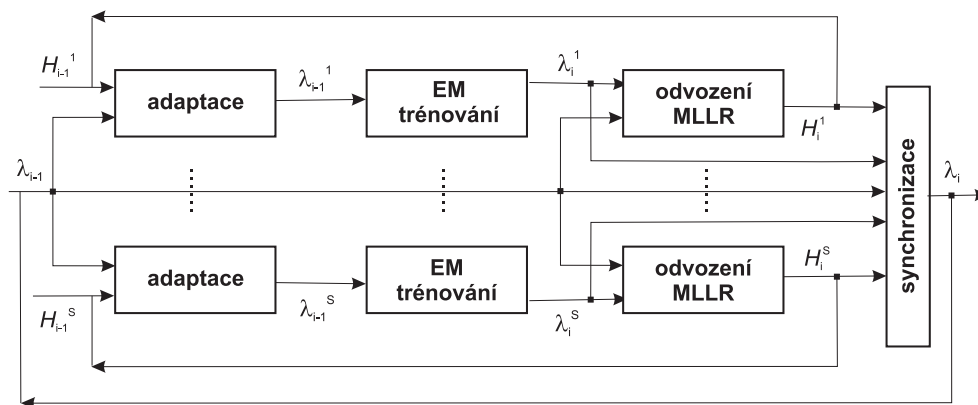 H_{i-1}^1
adaptace
λ_{i-1}^1
EM
trénování
λ_i^1
odvození
MLLR
H_i^1
λ_{i-1}
synchronizace
λ_i
adaptace
H_{i-1}^S
λ_{i-1}^S
EM
trénování
λ_i^S
odvození
MLLR
H_i^S